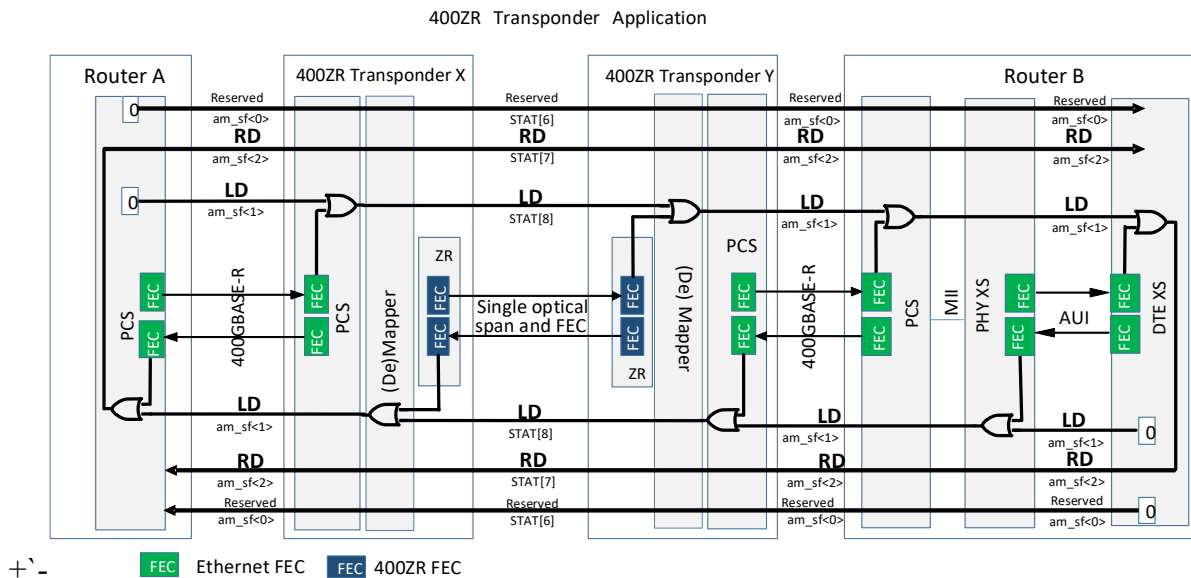 400ZR Transponder Application
Router A
400ZR Transponder X
400ZR Transponder Y
Router B
0
Reserved
am_sf<0>
Reserved
STAT[6]
Reserved
am_sf<0>
Reserved
am_sf<0>
RD
am_sf<2>
RD
STAT[7]
RD
am_sf<2>
RD
am_sf<2>
0
LD
am_sf<1>
LD
STAT[8]
LD
am_sf<1>
LD
am_sf<1>
PCS
FEC
FEC
400GBASE-R
FEC
FEC
PCS
(De)Mapper
ZR
FEC
FEC
Single optical
span and FEC
FEC
FEC
ZR
(De) Mapper
PCS
FEC
FEC
400GBASE-R
FEC
FEC
PCS
MII
PHY XS
FEC
FEC
AUI
FEC
FEC
DTE XS
LD
am_sf<1>
LD
STAT[8]
LD
am_sf<1>
LD
am_sf<1>
0
RD
am_sf<2>
RD
STAT[7]
RD
am_sf<2>
RD
am_sf<2>
Reserved
am_sf<0>
Reserved
STAT[6]
Reserved
am_sf<0>
Reserved
am_sf<0>
0
+`-
FEC Ethernet FEC
FEC 400ZR FEC